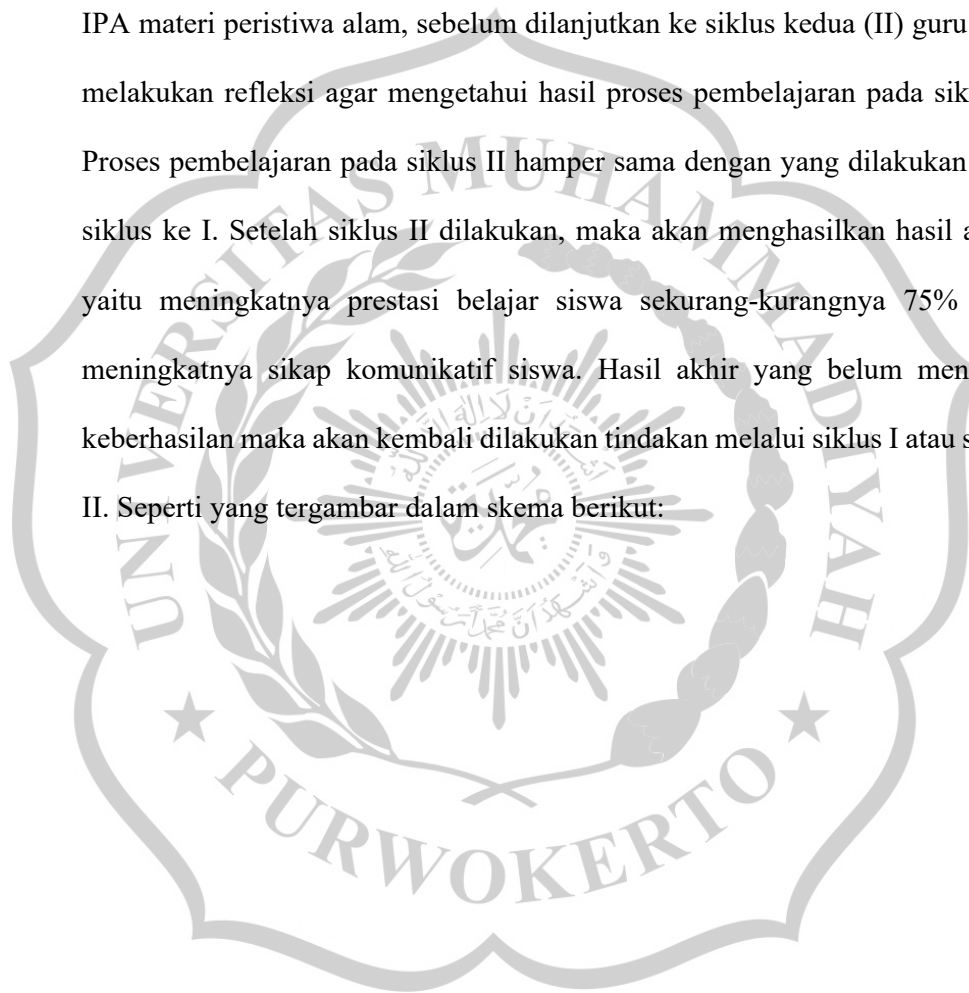 IPA materi peristiwa alam, sebelum dilanjutkan ke siklus kedua (II) guru
melakukan refleksi agar mengetahui hasil proses pembelajaran pada sik
Proses pembelajaran pada siklus II hamper sama dengan yang dilakukan
siklus ke I. Setelah siklus II dilakukan, maka akan menghasilkan hasil a
yaitu meningkatnya prestasi belajar siswa sekurang-kurangnya 75%
meningkatnya sikap komunikatif siswa. Hasil akhir yang belum men
keberhasilan maka akan kembali dilakukan tindakan melalui siklus I atau s
II. Seperti yang tergambar dalam skema berikut:
UNIVERSITAS MUHAMMADIYAH
PURWOKERTO